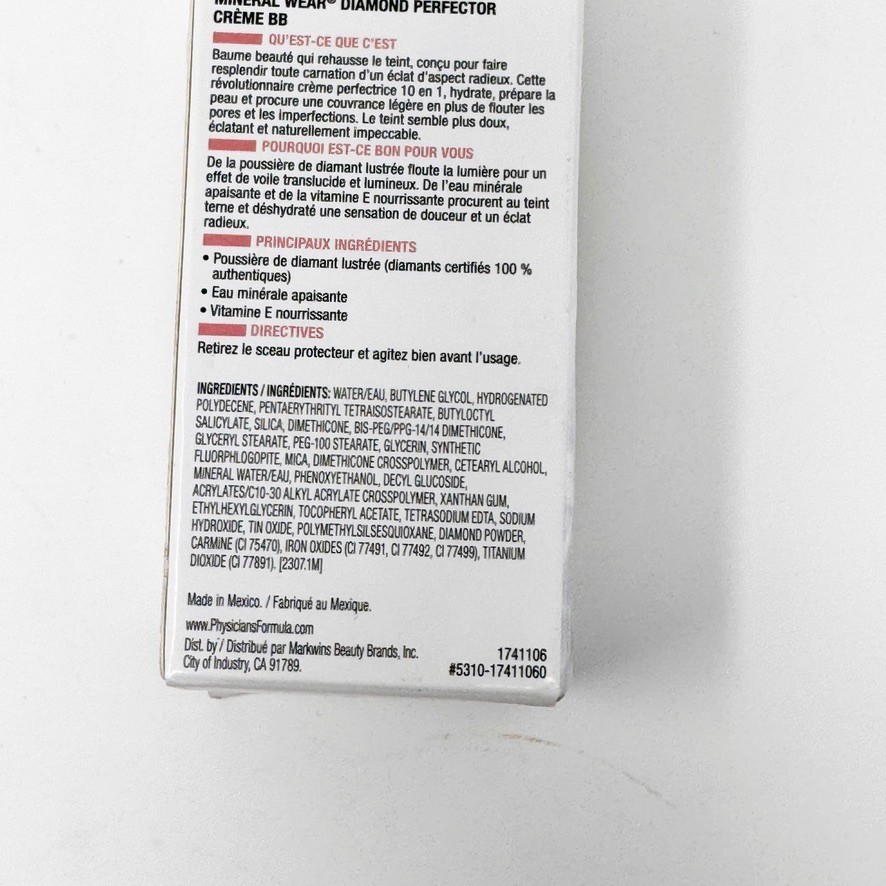 MINERAL WEAR® DIAMOND PERFECTOR
CRÈME BB
QU'EST-CE QUE C'EST
Baume beauté qui rehausse le teint, conçu pour faire
resplendir toute carnation d'un éclat d'aspect radieux. Cette
révolutionnaire crème perfectrice 10 en 1, hydrate, prépare la
peau et procure une couvrance légère en plus de flouter les
pores et les imperfections. Le teint semble plus doux,
éclatant et naturellement impeccable.
POURQUOI EST-CE BON POUR VOUS
De la poussière de diamant lustrée floute la lumière pour un
effet de voile translucide et lumineux. De l'eau minérale
apaisante et de la vitamine E nourrissante procurent au teint
terne et déshydraté une sensation de douceur et un éclat
radieux.
PRINCIPAUX INGRÉDIENTS
• Poussière de diamant lustrée (diamants certifiés 100 %
authentiques)
• Eau minérale apaisante
• Vitamine E nourrissante
DIRECTIVES
Retirez le sceau protecteur et agitez bien avant l'usage.
INGREDIENTS / INGRÉDIENTS: WATER/EAU, BUTYLENE GLYCOL, HYDROGENATED
POLYDECENE, PENTAERYTHRITYL TETRAISOSTEARATE, BUTYLOCTYL
SALICYLATE, SILICA, DIMETHICONE, BIS-PEG/PPG-14/14 DIMETHICONE,
GLYCERYL STEARATE, PEG-100 STEARATE, GLYCERIN, SYNTHETIC
FLUORPHLOGOPITE, MICA, DIMETHICONE CROSSPOLYMER, CETEARYL ALCOHOL,
MINERAL WATER/EAU, PHENOXYETHANOL, DECYL GLUCOSIDE,
ACRYLATES/C10-30 ALKYL ACRYLATE CROSSPOLYMER, XANTHAN GUM,
ETHYLHEXYLGLYCERIN, TOCOPHERYL ACETATE, TETRASODIUM EDTA, SODIUM
HYDROXIDE, TIN OXIDE, POLYMETHYLSILSESQUIOXANE, DIAMOND POWDER,
CARMINE (CI 75470), IRON OXIDES (CI 77491, CI 77492, CI 77499), TITANIUM
DIOXIDE (CI 77891). [2307.1M]
Made in Mexico. / Fabriqué au Mexique.
www.PhysiciansFormula.com
Dist. by / Distribué par Markwins Beauty Brands, Inc.
City of Industry, CA 91789.
1741106
#5310-17411060